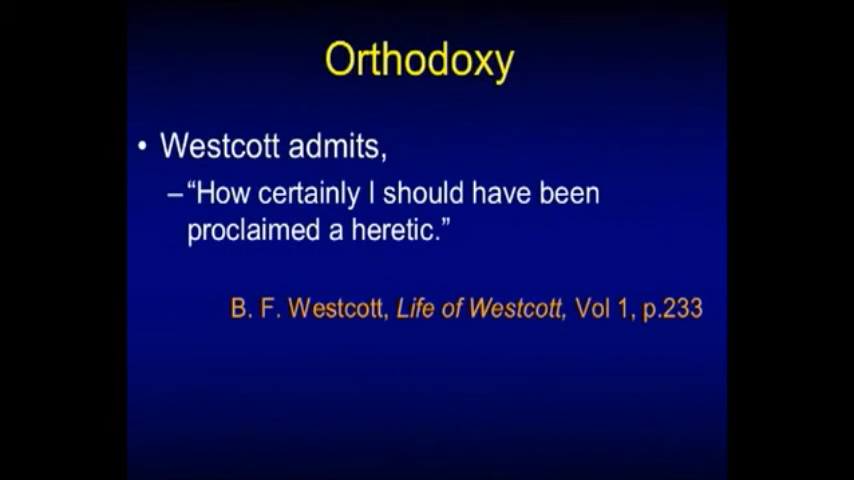 Orthodoxy
• Westcott admits,
–“How certainly I should have been
proclaimed a heretic.”
B. F. Westcott, Life of Westcott, Vol 1, p.233